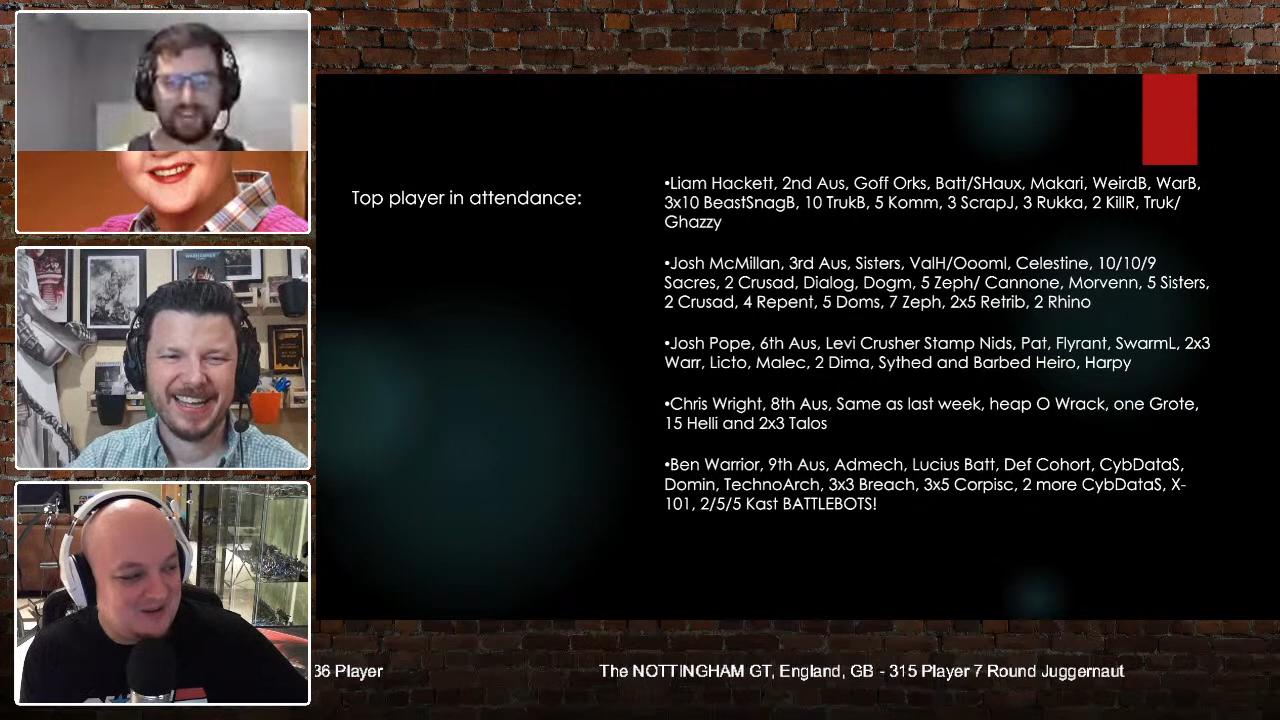 Top player in attendance:
•Liam Hackett, 2nd Aus, Goff Orks, Batt/SHaux, Makari, WeirdB, WarB,
3x10 BeastSnagB, 10 TrukB, 5 Komm, 3 ScrapJ, 3 Rukka, 2 KillR, Truk/
Ghazzy
•Josh McMillan, 3rd Aus, Sisters, ValH/Oooml, Celestine, 10/10/9
Sacres, 2 Crusad, Dialog, Dogm, 5 Zeph/ Cannone, Morvenn, 5 Sisters,
2 Crusad, 4 Repent, 5 Doms, 7 Zeph, 2x5 Retrib, 2 Rhino
•Josh Pope, 6th Aus, Levi Crusher Stamp Nids, Pat, Flyrant, SwarmL, 2x3
Warr, Licto, Malec, 2 Dima, Sythed and Barbed Heiro, Harpy
•Chris Wright, 8th Aus, Same as last week, heap O Wrack, one Grote,
15 Helli and 2x3 Talos
•Ben Warrior, 9th Aus, Admech, Lucius Batt, Def Cohort, CybDataS,
Domin, TechnoArch, 3x3 Breach, 3x5 Corpisc, 2 more CybDataS, X-
101, 2/5/5 Kast BATTLEBOTS!
36 Player
The NOTTINGHAM GT, England, GB - 315 Player 7 Round Juggernaut